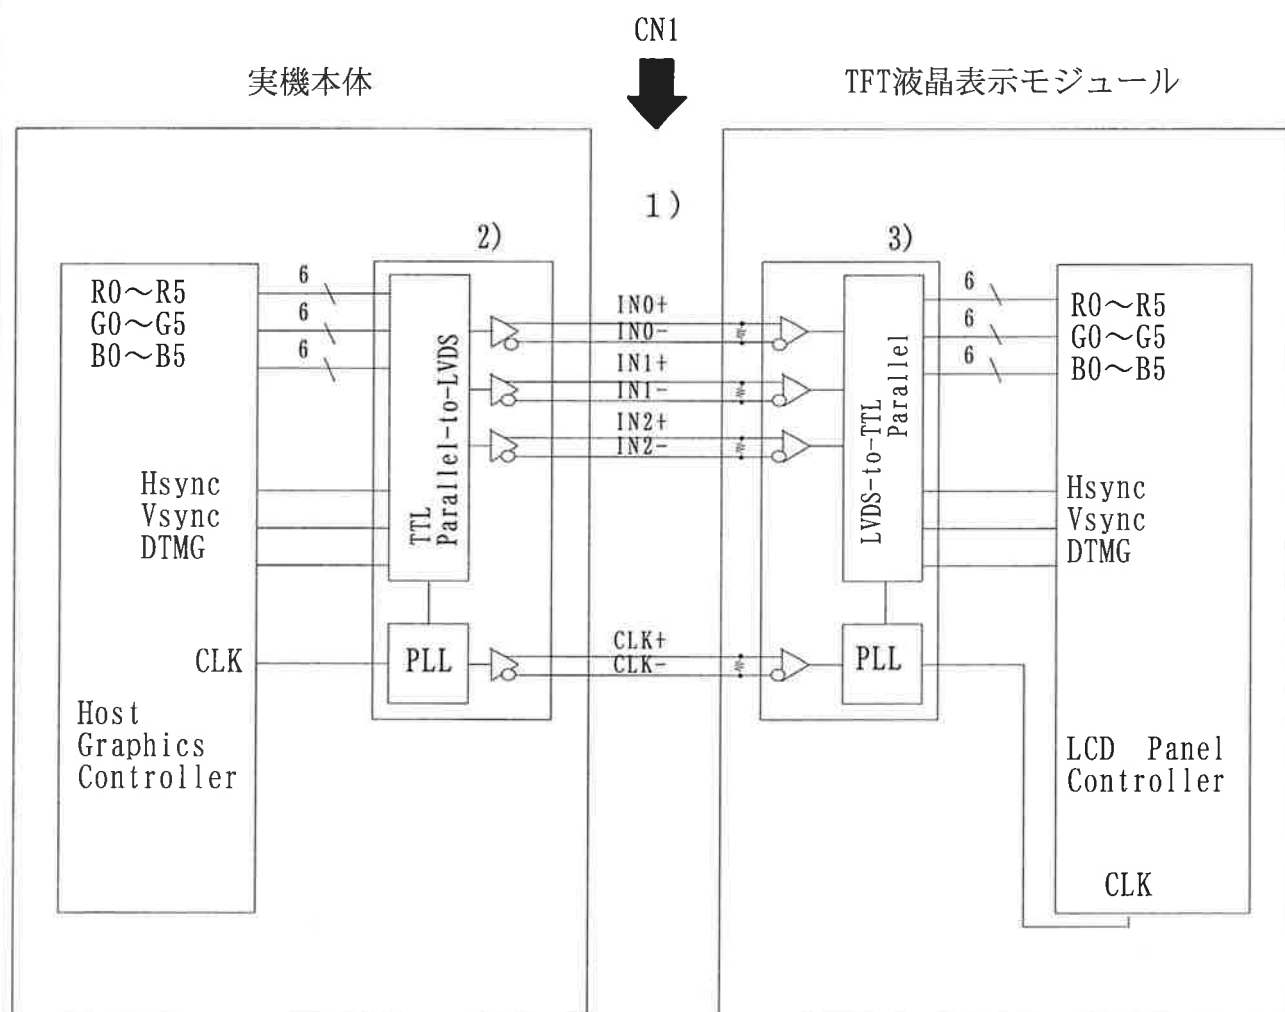 CN1
実機本体
TFT液晶表示モジュール
1)
2)
3)
R0～R5
G0～G5
B0～B5
6
6
6
Hsync
Vsync
DTMG
CLK
Host
Graphics
Controller
TTL
Parallel-to-LVDS
PLL
IN0+
IN0-
IN1+
IN1-
IN2+
IN2-
CLK+
CLK-
LVDS-to-TTL
Parallel
PLL
6
6
6
R0～R5
G0～G5
B0～B5
Hsync
Vsync
DTMG
LCD Panel
Controller
CLK